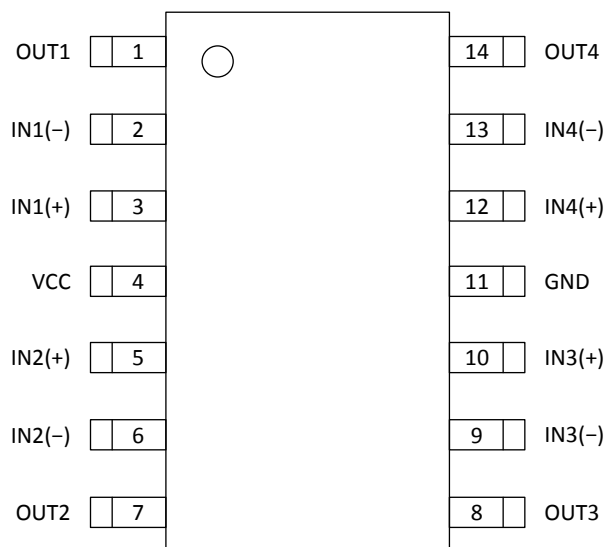 OUT1 1 14 OUT4
IN1(−) 2 13 IN4(−)
IN1(+) 3 12 IN4(+)
VCC 4 11 GND
IN2(+) 5 10 IN3(+)
IN2(−) 6 9 IN3(−)
OUT2 7 8 OUT3